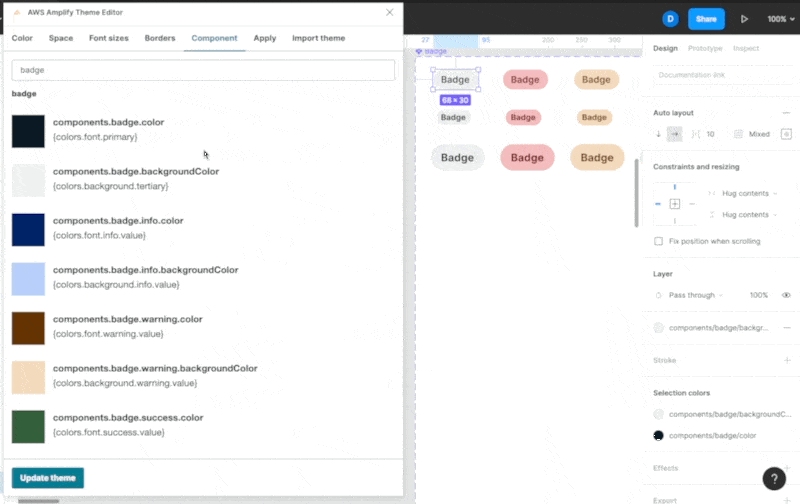 AWS Amplify Theme Editor
Color Space Font sizes Borders Component Apply Import theme
badge
badge
components.badge.color
{colors.font.primary}
components.badge.backgroundColor
{colors.background.tertiary}
components.badge.info.color
{colors.font.info.value}
components.badge.info.backgroundColor
{colors.background.info.value}
components.badge.warning.color
{colors.font.warning.value}
components.badge.warning.backgroundColor
{colors.background.warning.value}
components.badge.success.color
{colors.font.success.value}
Update theme
D Share 100%
27 95 200 250 300
Badge
Badge Badge Badge
68 × 30
Badge Badge Badge
Badge Badge Badge
Design Prototype Inspect
Documentation link
Auto layout
10 Mixed
Constraints and resizing
Hug contents
Hug contents
Fix position when scrolling
Layer
Pass through 100%
components/badge/backgr...
Stroke
Selection colors
components/badge/backgroundC...
components/badge/color
Effects
?
Export